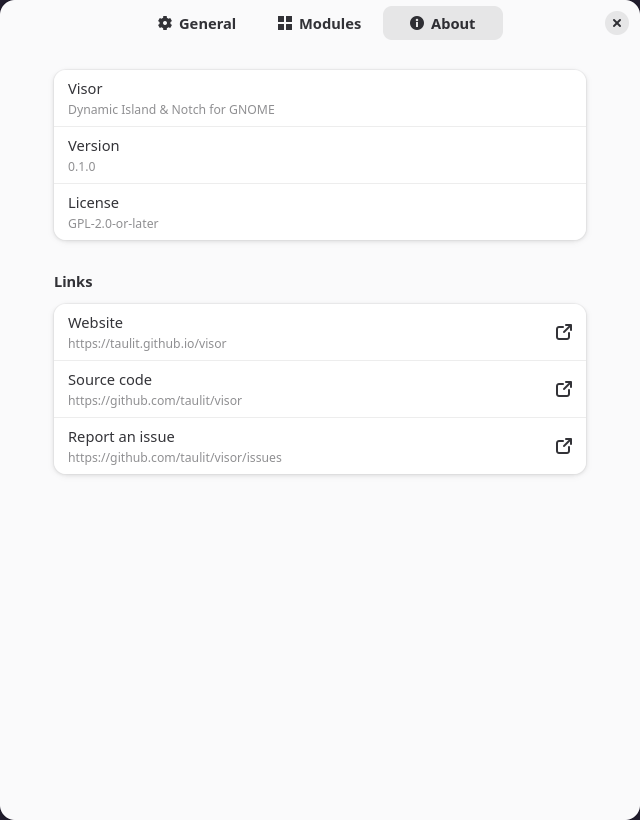 General
Modules
About
Visor
Dynamic Island & Notch for GNOME
Version
0.1.0
License
GPL-2.0-or-later
Links
Website
https://taulit.github.io/visor
Source code
https://github.com/taulit/visor
Report an issue
https://github.com/taulit/visor/issues